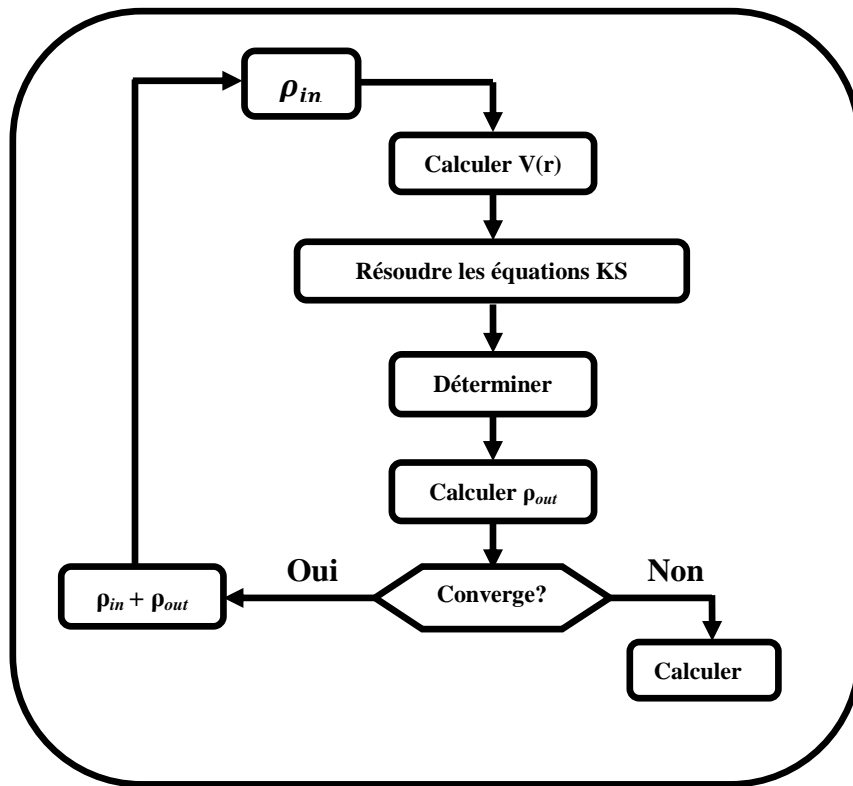 ρin
Calculer V(r)
Résoudre les équations KS
Déterminer
Calculer ρout
Oui
Converge?
Non
ρin + ρout
Calculer